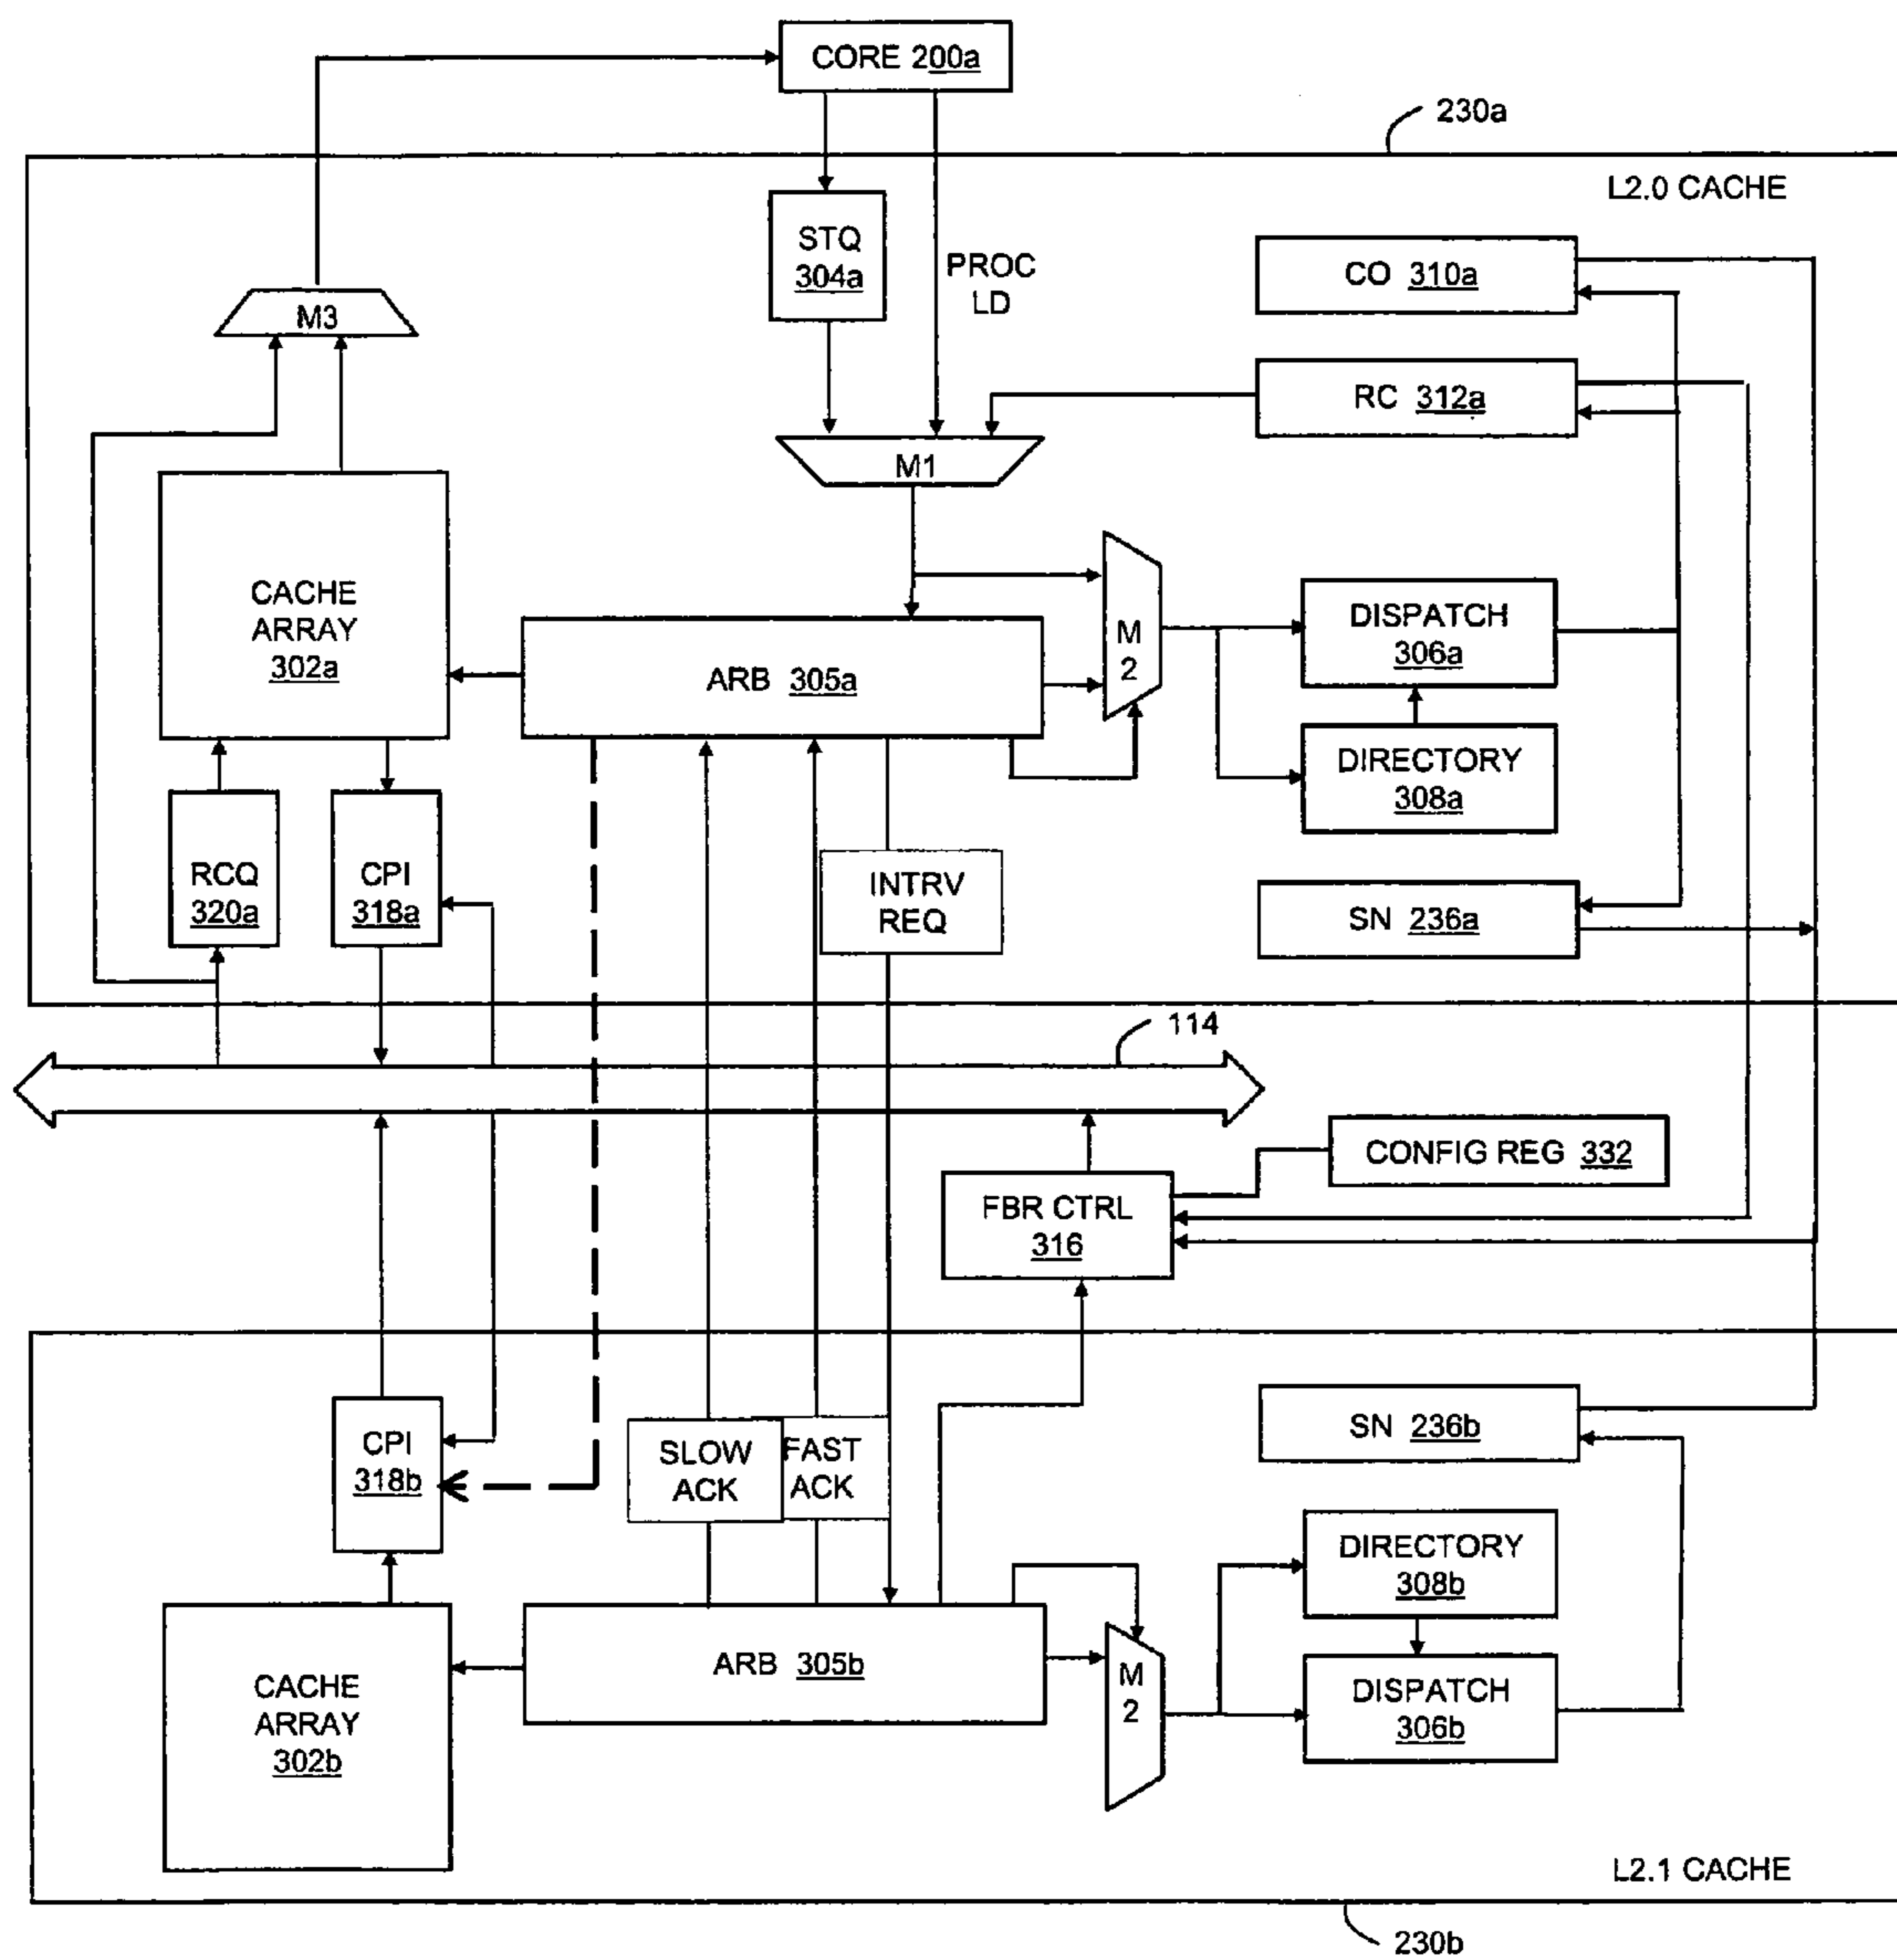 CORE 200a
230a
L2.0 CACHE
STQ
304a
PROC
LD
CO 310a
M3
RC 312a
M1
CACHE
ARRAY
302a
ARB 305a
M
2
DISPATCH
306a
DIRECTORY
308a
RCQ
320a
CPI
318a
INTRV
REQ
SN 236a
114
CONFIG REG 332
FBR CTRL
316
CPI
318b
SLOW
ACK
FAST
ACK
SN 236b
DIRECTORY
308b
CACHE
ARRAY
302b
ARB 305b
M
2
DISPATCH
306b
L2.1 CACHE
230b